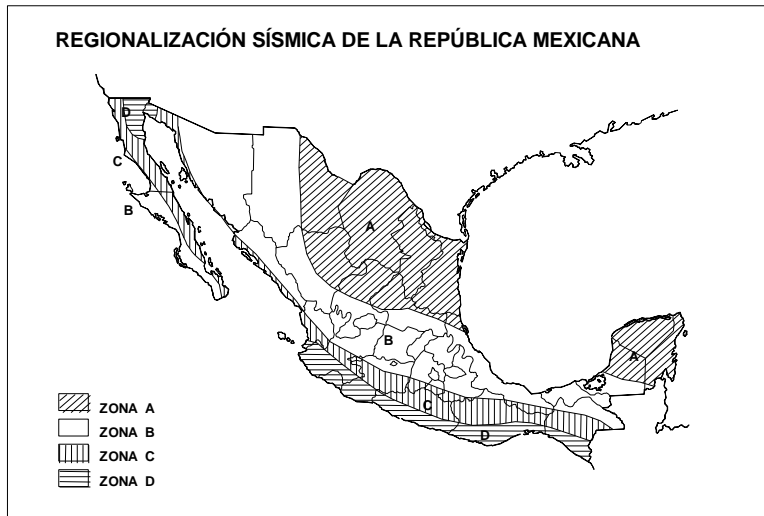 REGIONALIZACIÓN SÍSMICA DE LA REPÚBLICA MEXICANA
D
C
B
A
B
A
C
D
ZONA A
ZONA B
ZONA C
ZONA D